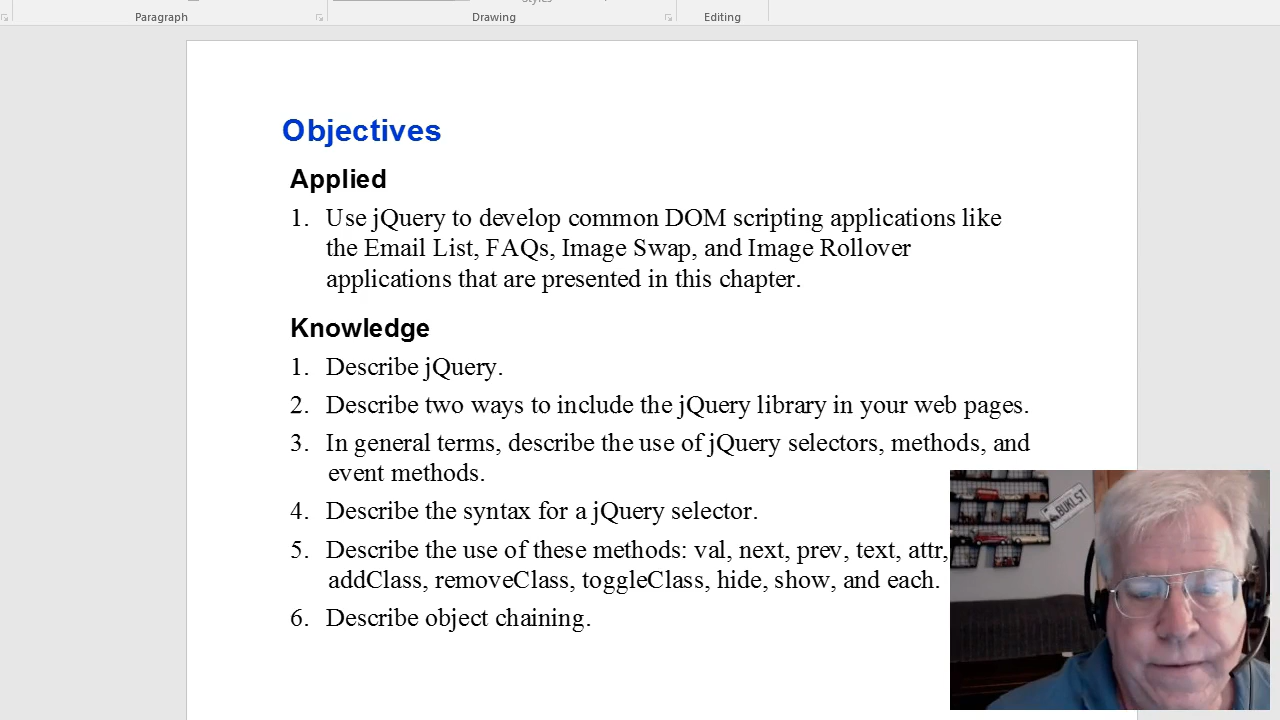 Paragraph
Drawing
Editing
Objectives
Applied
1. Use jQuery to develop common DOM scripting applications like
the Email List, FAQs, Image Swap, and Image Rollover
applications that are presented in this chapter.
Knowledge
1. Describe jQuery.
2. Describe two ways to include the jQuery library in your web pages.
3. In general terms, describe the use of jQuery selectors, methods, and
event methods.
4. Describe the syntax for a jQuery selector.
5. Describe the use of these methods: val, next, prev, text, attr,
addClass, removeClass, toggleClass, hide, show, and each.
6. Describe object chaining.
BUKLST